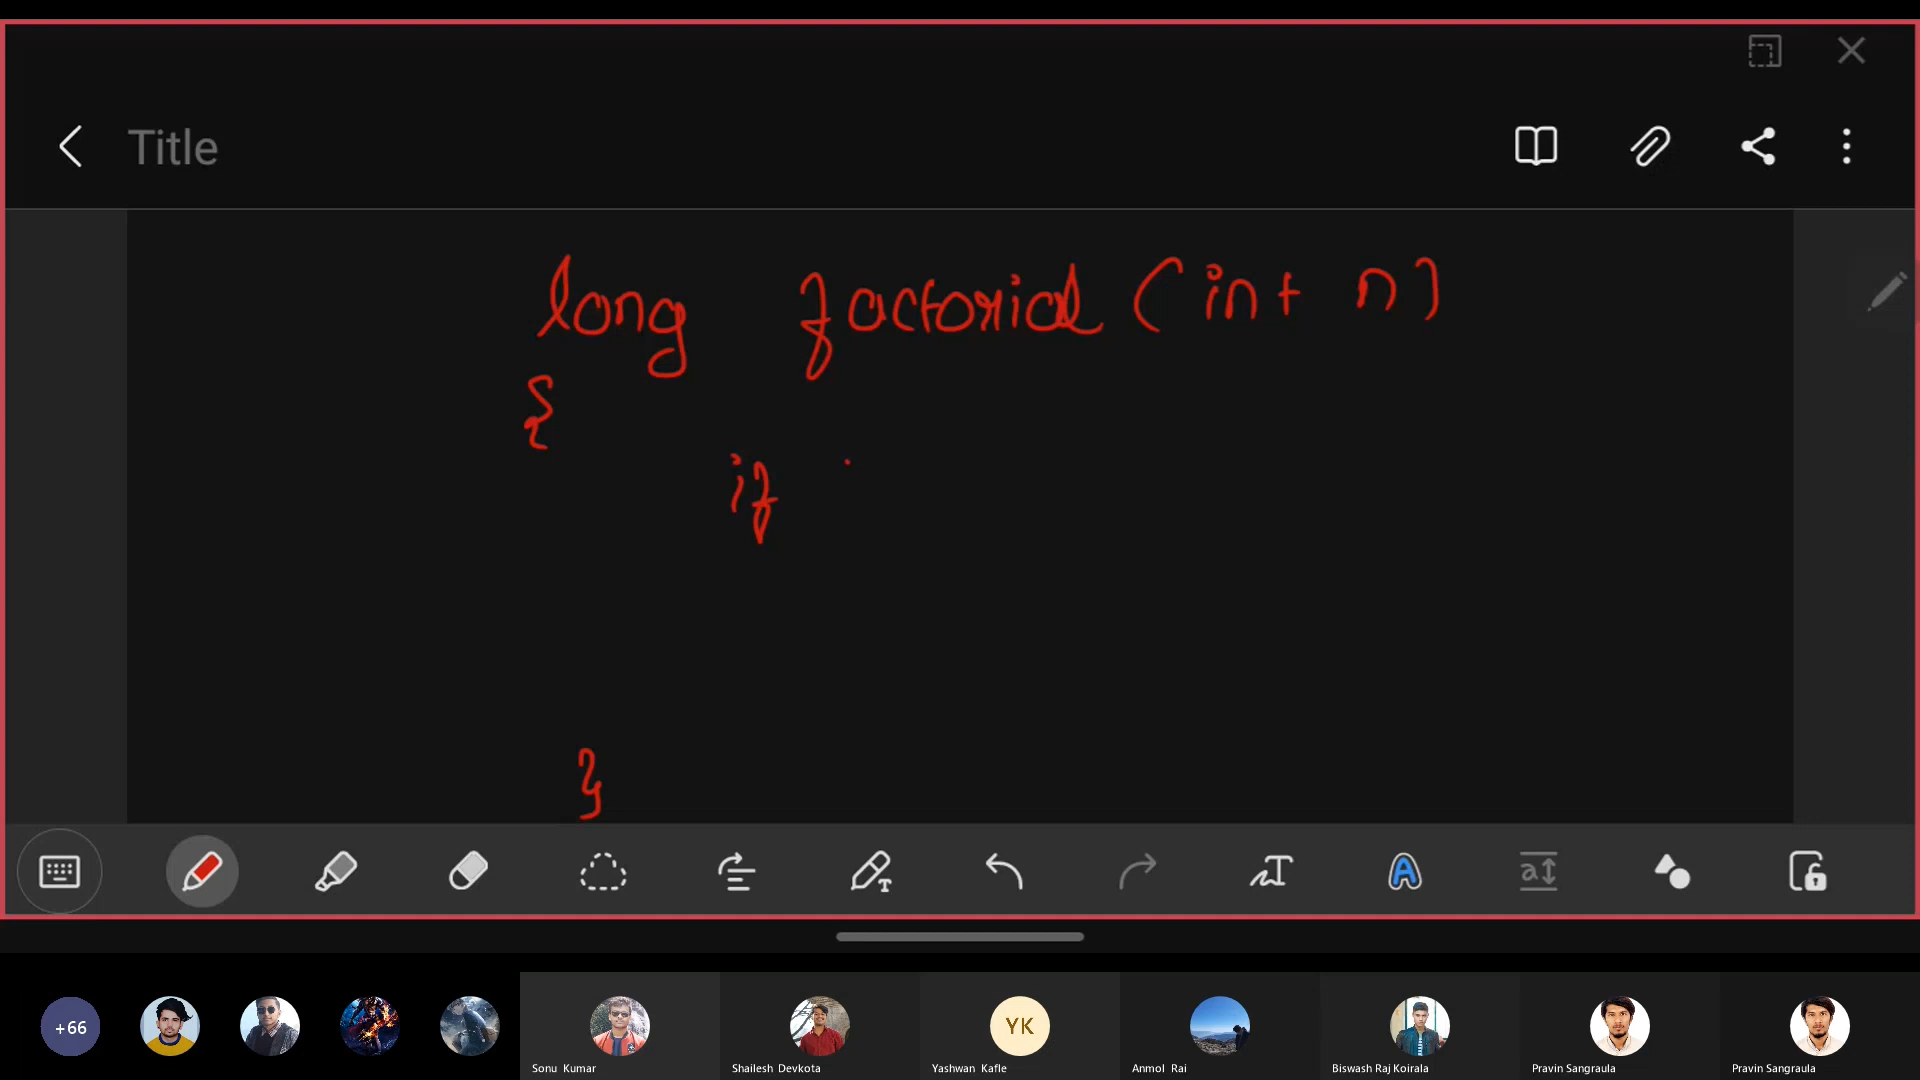 Title
long factorial (int n)
{
if
}
+66
YK
Sonu Kumar
Shailesh Devkota
Yashwan Kafle
Anmol Rai
Biswash Raj Koirala
Pravin Sangraula
Pravin Sangraula